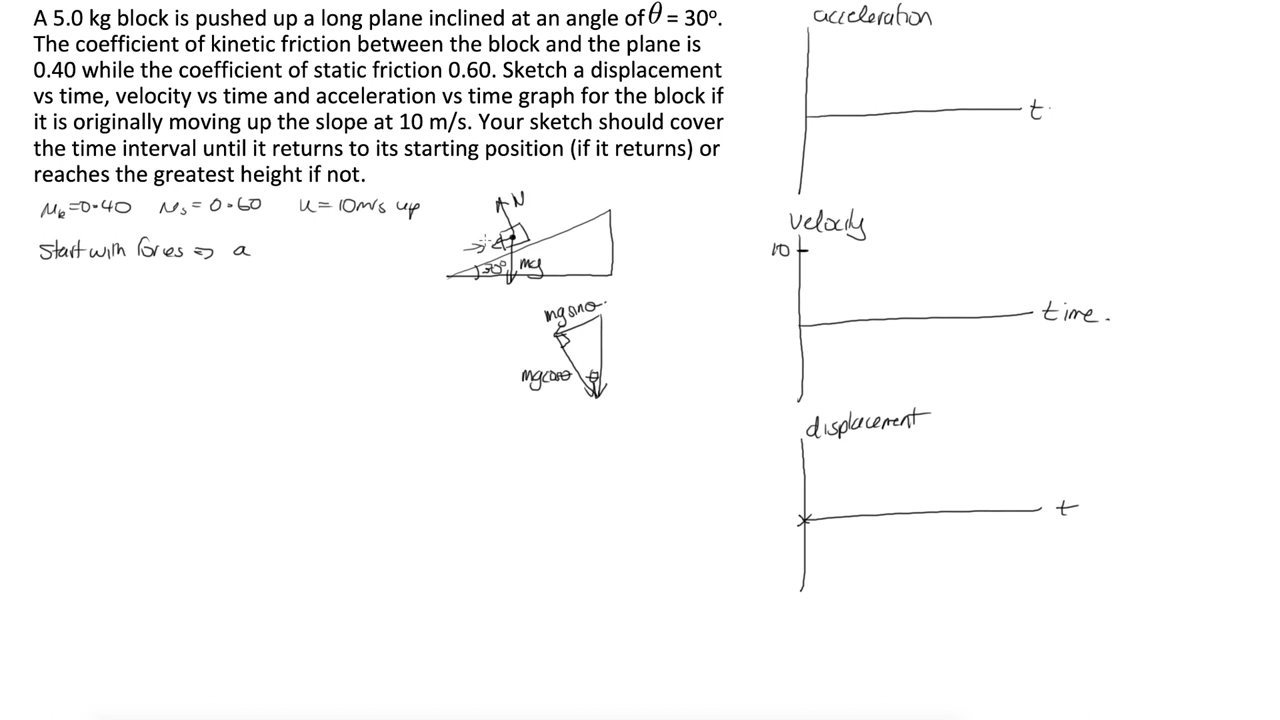 A 5.0 kg block is pushed up a long plane inclined at an angle of θ = 30º.
The coefficient of kinetic friction between the block and the plane is
0.40 while the coefficient of static friction 0.60. Sketch a displacement
vs time, velocity vs time and acceleration vs time graph for the block if
it is originally moving up the slope at 10 m/s. Your sketch should cover
the time interval until it returns to its starting position (if it returns) or
reaches the greatest height if not.
μk=0.40 μs=0.60 u=10m/s up
Start with forces => a
N
30° mg
mgsinθ
mgcosθ θ
acceleration
t
velocity
10
time.
displacement
t